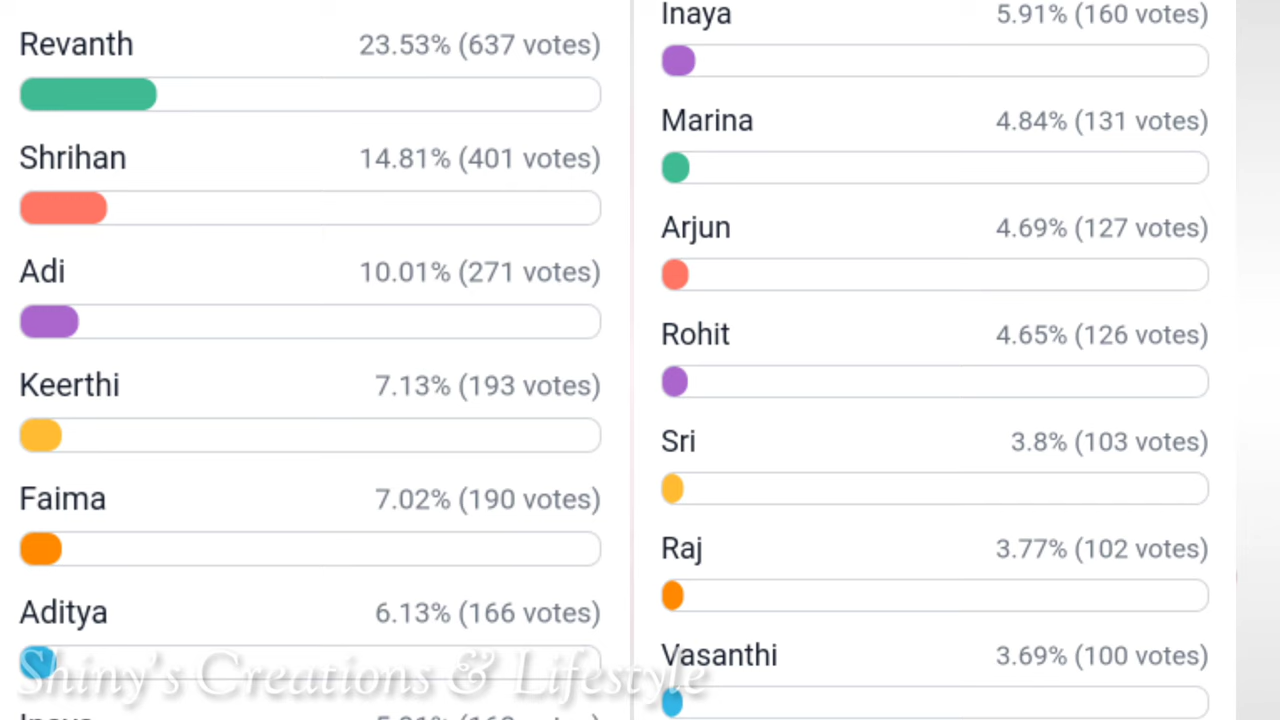 Revanth 23.53% (637 votes)
Shrihan 14.81% (401 votes)
Adi 10.01% (271 votes)
Keerthi 7.13% (193 votes)
Faima 7.02% (190 votes)
Aditya 6.13% (166 votes)
Inaya 5.91% (160 votes)
Marina 4.84% (131 votes)
Arjun 4.69% (127 votes)
Rohit 4.65% (126 votes)
Sri 3.8% (103 votes)
Raj 3.77% (102 votes)
Vasanthi 3.69% (100 votes)
Shiny's Creations & Lifestyle